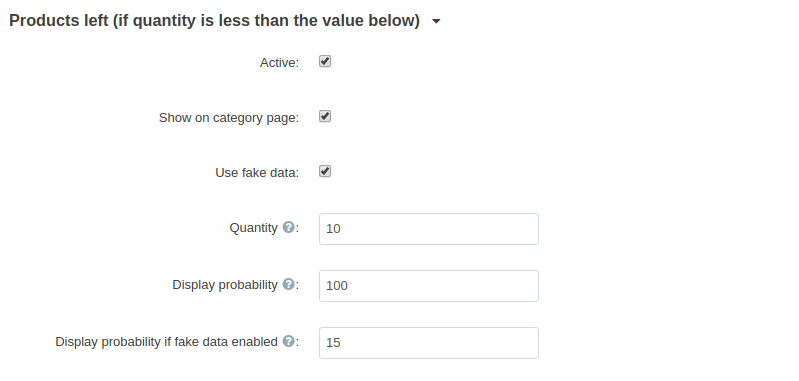 Products left (if quantity is less than the value below)
Active:
Show on category page:
Use fake data:
Quantity ?: 10
Display probability ?: 100
Display probability if fake data enabled ?: 15